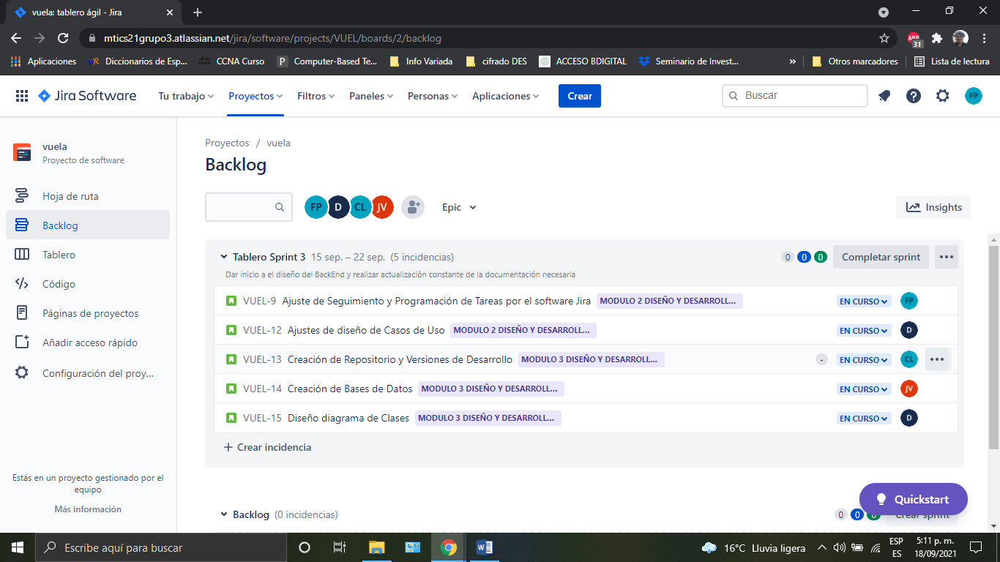 vuela: tablero ágil - Jira
mtics21grupo3.atlassian.net/jira/software/projects/VUEL/boards/2/backlog
ABP
31
Aplicaciones
Diccionarios de Esp...
CCNA Curso
P Computer-Based Te...
Info Variada
cifrado DES
ACCESO BDIGITAL
Seminario de Invest...
»
Otros marcadores
Lista de lectura
Jira Software
Tu trabajo
Proyectos
Filtros
Paneles
Personas
Aplicaciones
Crear
Buscar
FP
vuela
Proyecto de software
Hoja de ruta
Backlog
Tablero
Código
Páginas de proyectos
Añadir acceso rápido
Configuración del proy...
Estás en un proyecto gestionado por el
equipo
Más información
Proyectos / vuela
Backlog
FP D CL JV
Epic
Insights
Tablero Sprint 3 15 sep. – 22 sep. (5 incidencias)
0 0 0 Completar sprint
Dar inicio a el diseño del BackEnd y realizar actualización constante de la documentación necesaria
VUEL-9 Ajuste de Seguimiento y Programación de Tareas por el software Jira MODULO 2 DISEÑO Y DESARROLL... EN CURSO FP
VUEL-12 Ajustes de diseño de Casos de Uso MODULO 2 DISEÑO Y DESARROLL... EN CURSO D
VUEL-13 Creación de Repositorio y Versiones de Desarrollo MODULO 3 DISEÑO Y DESARROLL... - EN CURSO CL
VUEL-14 Creación de Bases de Datos MODULO 3 DISEÑO Y DESARROLL... EN CURSO JV
VUEL-15 Diseño diagrama de Clases MODULO 3 DISEÑO Y DESARROLL... EN CURSO D
+ Crear incidencia
Quickstart
Backlog (0 incidencias)
0 0 0 Crear sprint
Escribe aquí para buscar
16°C Lluvia ligera
ESP
ES
5:11 p. m.
18/09/2021